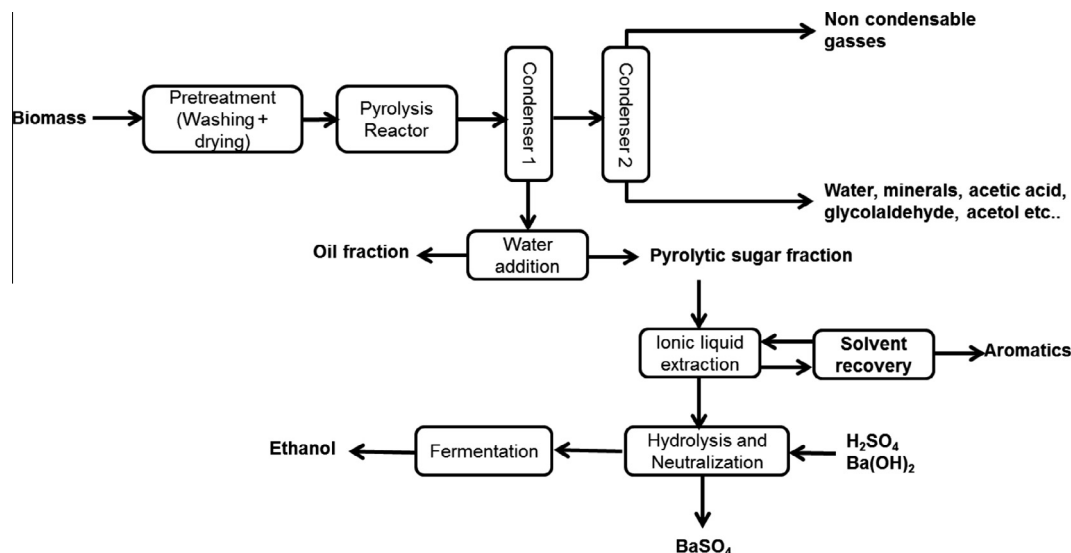 Non condensable
gasses
Biomass
Pretreatment
(Washing +
drying)
Pyrolysis
Reactor
Condenser 1
Condenser 2
Water, minerals, acetic acid,
glycolaldehyde, acetol etc..
Oil fraction
Water
addition
Pyrolytic sugar fraction
Ionic liquid
extraction
Solvent
recovery
Aromatics
Ethanol
Fermentation
Hydrolysis and
Neutralization
H₂SO₄
Ba(OH)₂
BaSO₄